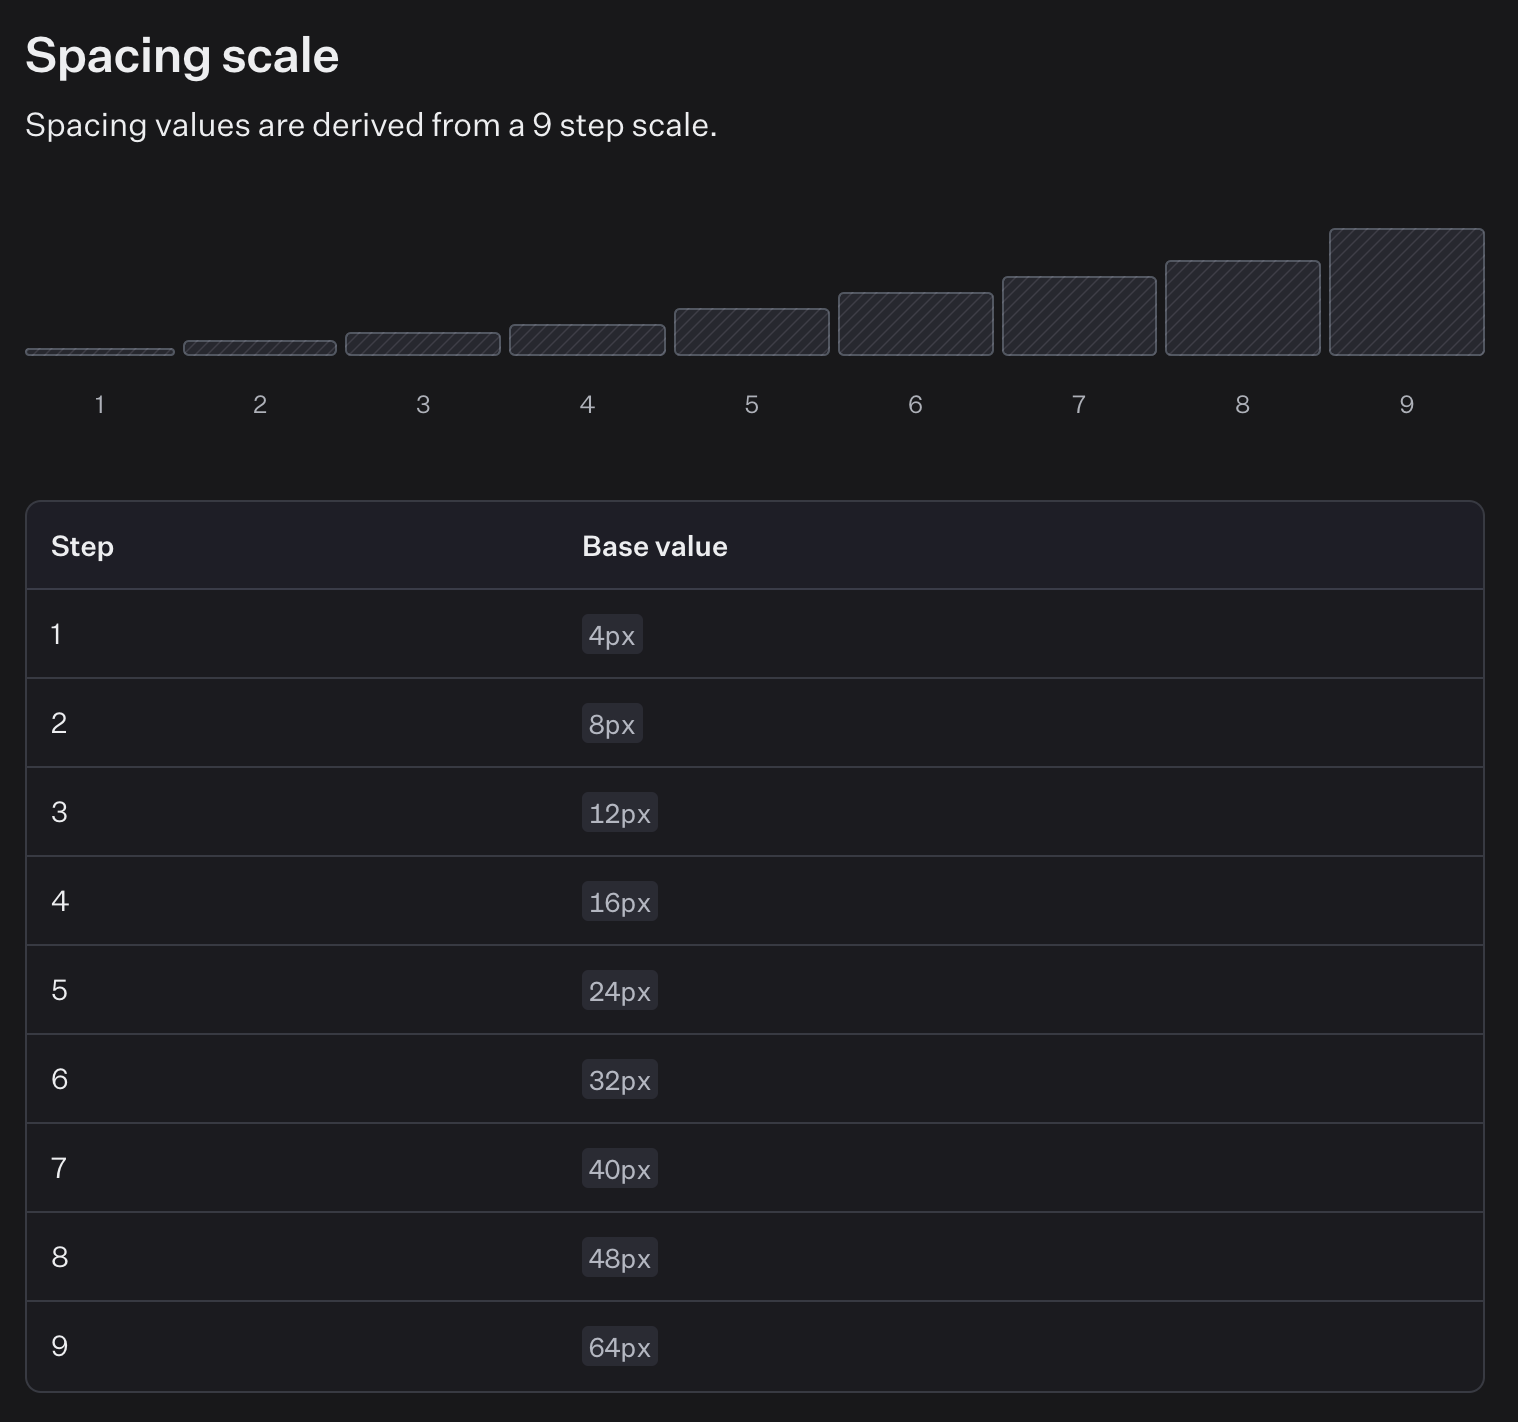 Spacing scale
Spacing values are derived from a 9 step scale.
1 2 3 4 5 6 7 8 9
Step Base value
1 4px
2 8px
3 12px
4 16px
5 24px
6 32px
7 40px
8 48px
9 64px